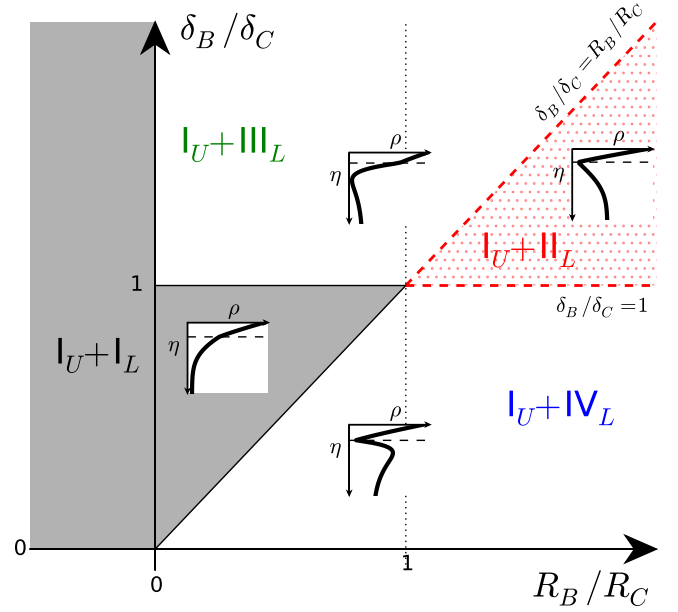 δ_B/δ_C
δ_B/δ_C=R_B/R_C
I_U+III_L
ρ
η
ρ
η
I_U+II_L
1
δ_B/δ_C=1
ρ
η
I_U+I_L
I_U+IV_L
ρ
η
0
1
0
R_B/R_C